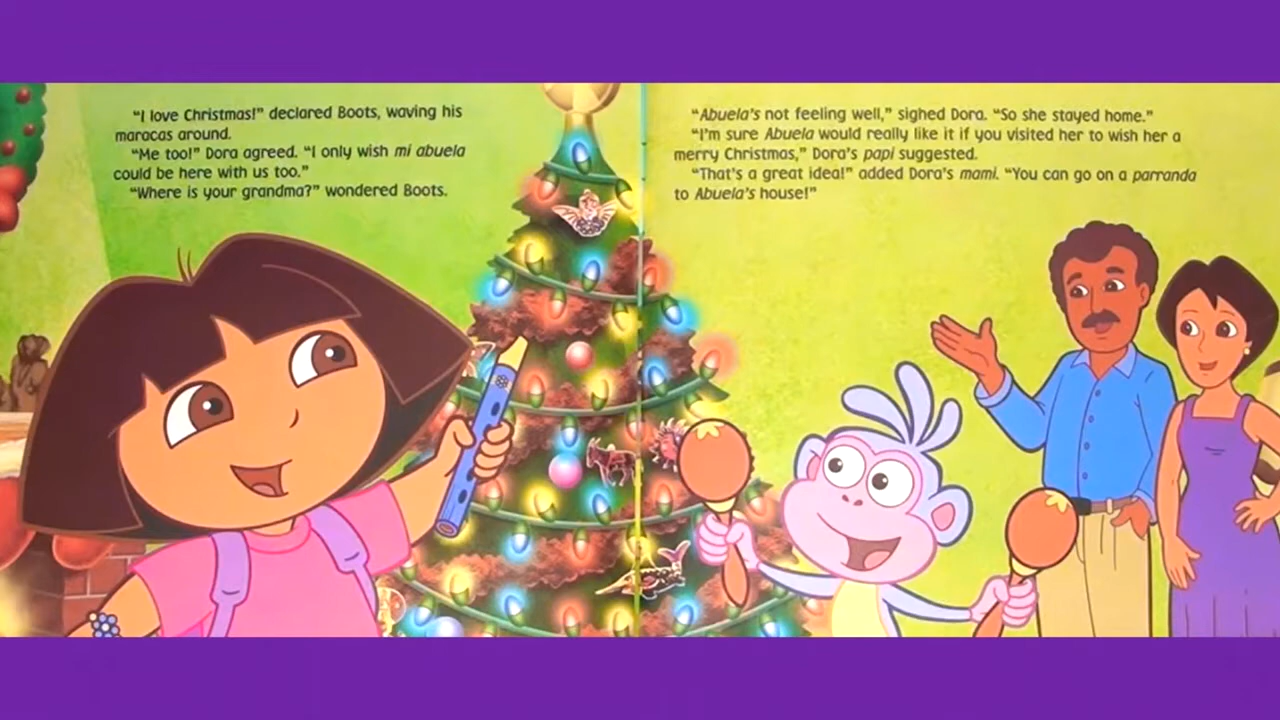 “I love Christmas!” declared Boots, waving his
maracas around.
“Me too!” Dora agreed. “I only wish mi abuela
could be here with us too.”
“Where is your grandma?” wondered Boots.
“Abuela’s not feeling well,” sighed Dora. “So she stayed home.”
“I’m sure Abuela would really like it if you visited her to wish her a
merry Christmas,” Dora’s papi suggested.
“That’s a great idea!” added Dora’s mami. “You can go on a parranda
to Abuela’s house!”